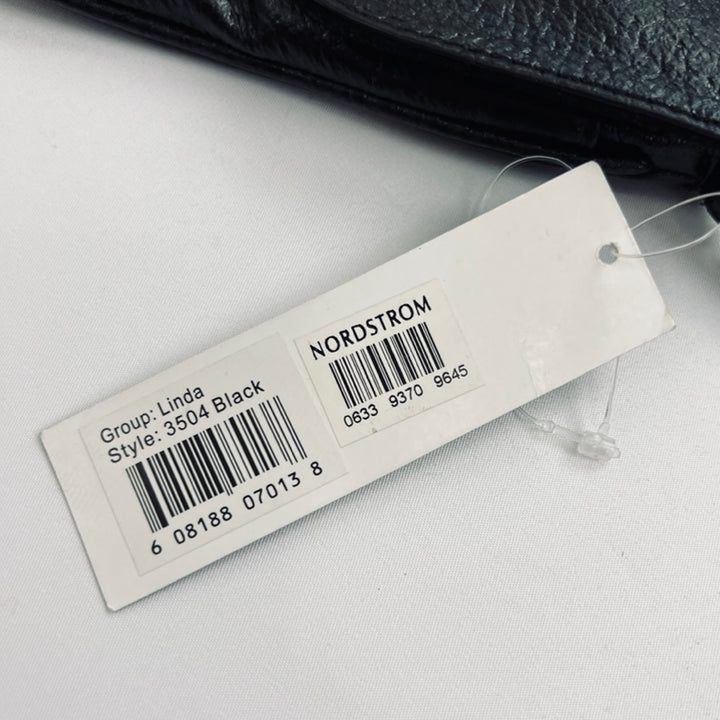 Group: Linda
Style: 3504 Black
6 08188 07013 8
NORDSTROM
0633 9370 9645